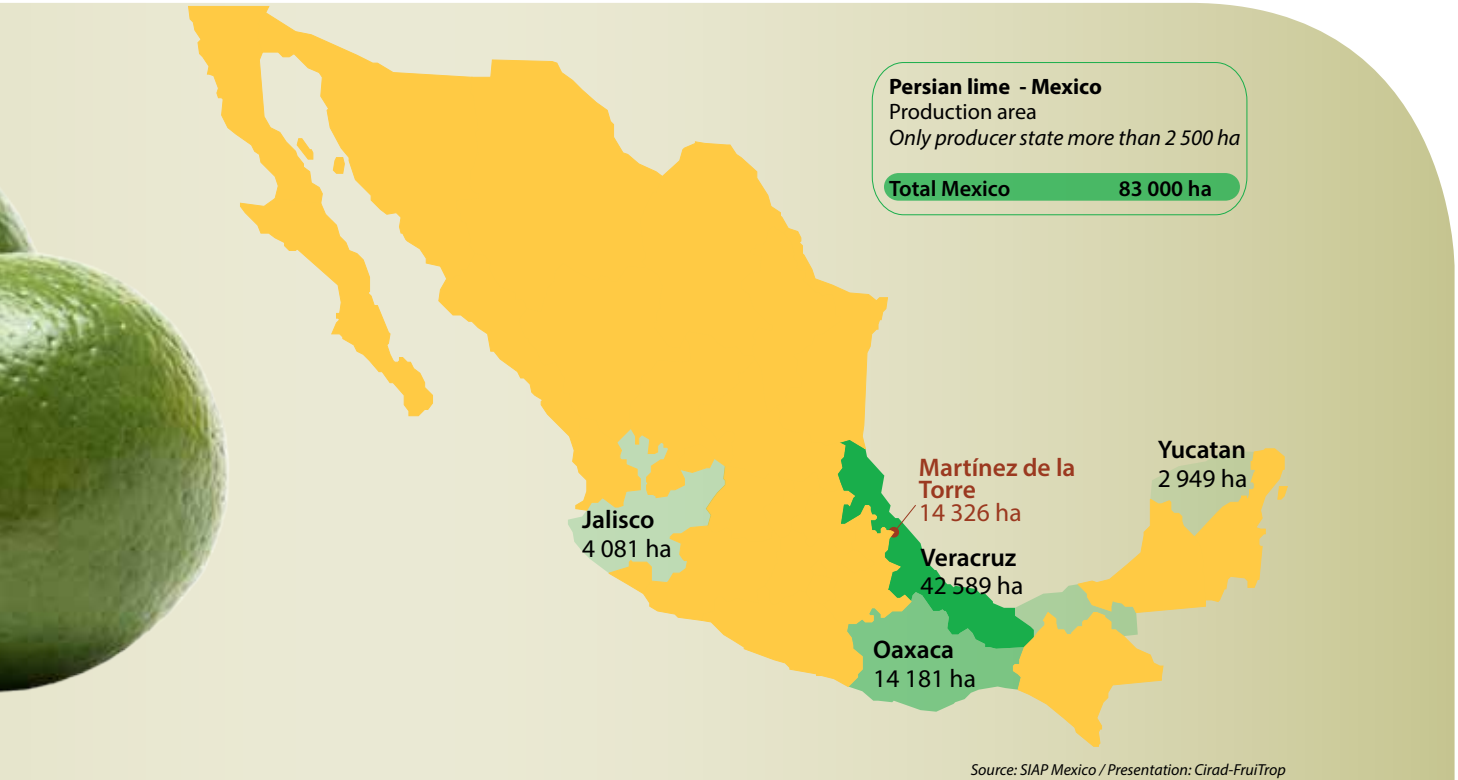 Persian lime - Mexico
Production area
Only producer state more than 2 500 ha
Total Mexico 83 000 ha
Yucatan
2 949 ha
Martínez de la
Torre
14 326 ha
Jalisco
4 081 ha
Veracruz
42 589 ha
Oaxaca
14 181 ha
Source: SIAP Mexico / Presentation: Cirad-FruiTrop